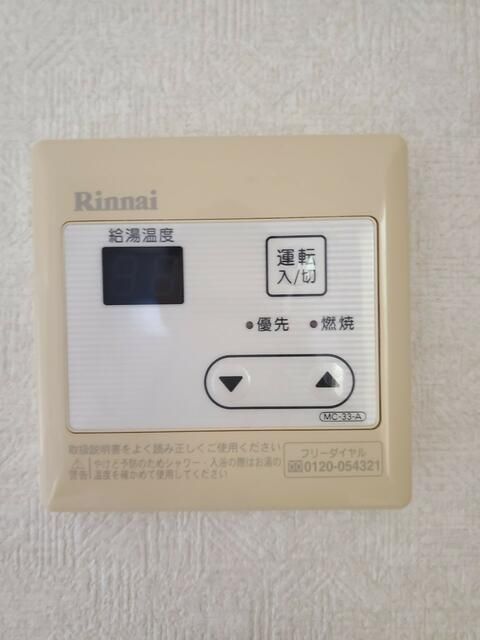 Rinnai
給湯温度
運転
入/切
優先
燃焼
▼ ▲
MC-33-A
取扱説明書をよく読み正しくご使用ください
警告
やけど予防のためシャワー・入浴の際はお湯の
温度を確かめて使用してください
フリーダイヤル
0120-054321